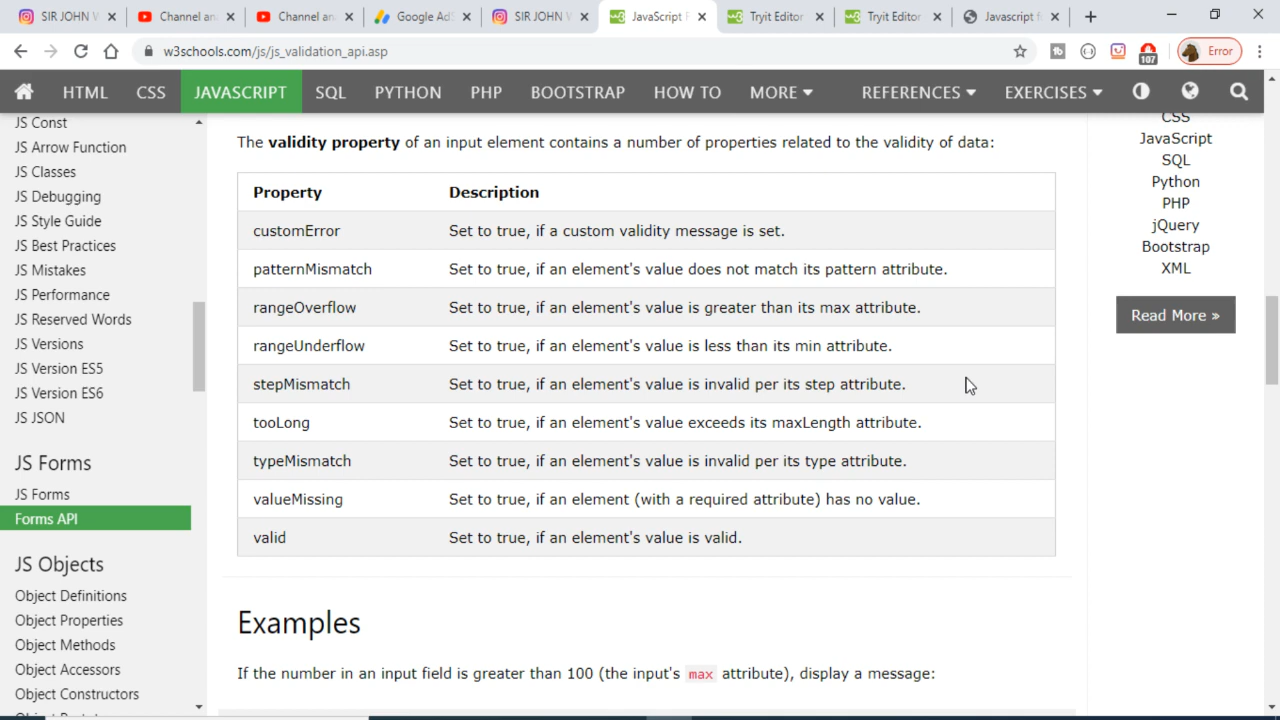 SIR JOHN W
Channel an
Channel an
Google AdS
SIR JOHN W
JavaScript F
Tryit Editor
Tryit Editor
Javascript f
w3schools.com/js/js_validation_api.asp
107
Error
HTML CSS JAVASCRIPT SQL PYTHON PHP BOOTSTRAP HOW TO MORE REFERENCES EXERCISES
JS Const
JS Arrow Function
JS Classes
JS Debugging
JS Style Guide
JS Best Practices
JS Mistakes
JS Performance
JS Reserved Words
JS Versions
JS Version ES5
JS Version ES6
JS JSON
JS Forms
JS Forms
Forms API
JS Objects
Object Definitions
Object Properties
Object Methods
Object Accessors
Object Constructors
The validity property of an input element contains a number of properties related to the validity of data:
Property Description
customError Set to true, if a custom validity message is set.
patternMismatch Set to true, if an element's value does not match its pattern attribute.
rangeOverflow Set to true, if an element's value is greater than its max attribute.
rangeUnderflow Set to true, if an element's value is less than its min attribute.
stepMismatch Set to true, if an element's value is invalid per its step attribute.
tooLong Set to true, if an element's value exceeds its maxLength attribute.
typeMismatch Set to true, if an element's value is invalid per its type attribute.
valueMissing Set to true, if an element (with a required attribute) has no value.
valid Set to true, if an element's value is valid.
Examples
If the number in an input field is greater than 100 (the input's max attribute), display a message:
CSS
JavaScript
SQL
Python
PHP
jQuery
Bootstrap
XML
Read More »